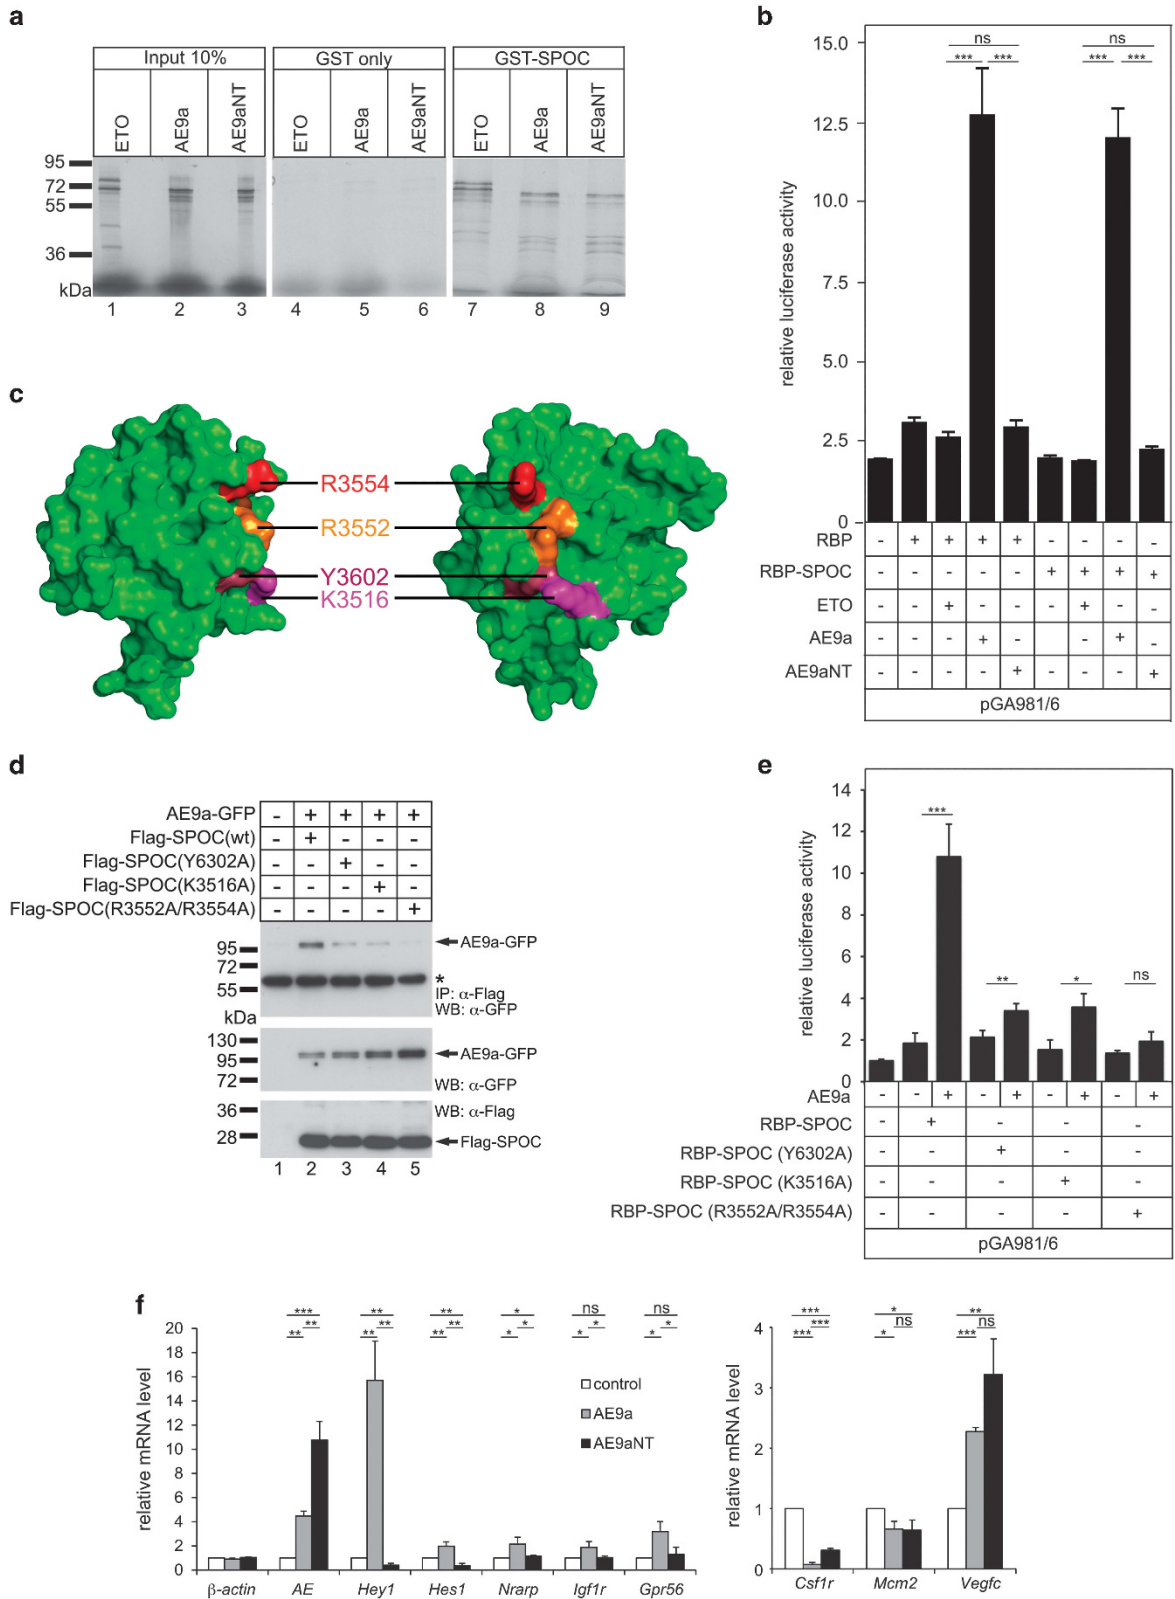 a
Input 10% GST only GST-SPOC
ETO AE9a AE9aNT ETO AE9a AE9aNT ETO AE9a AE9aNT
95
72
55
36
kDa
1 2 3 4 5 6 7 8 9
b
relative luciferase activity
ns ns
*** *** *** ***
15.0
12.5
10.0
7.5
5.0
2.5
0
RBP - + + + + - - - -
RBP-SPOC - - - - - + + + +
ETO - - + - - - + - -
AE9a - - - + - - + -
AE9aNT - - - - + - - - +
pGA981/6
c
R3554
R3552
Y3602
K3516
d
AE9a-GFP - + + + +
Flag-SPOC(wt) - + - - -
Flag-SPOC(Y6302A) - - + - -
Flag-SPOC(K3516A) - - - + -
Flag-SPOC(R3552A/R3554A) - - - - +
95
72
55
kDa
AE9a-GFP
*
IP: α-Flag
WB: α-GFP
130
95
72
AE9a-GFP
WB: α-GFP
36
28
WB: α-Flag
Flag-SPOC
1 2 3 4 5
e
relative luciferase activity
*** ** * ns
14
12
10
8
6
4
2
0
AE9a - - + - + - + - +
RBP-SPOC - + - - -
RBP-SPOC (Y6302A) - - + - -
RBP-SPOC (K3516A) - - - + -
RBP-SPOC (R3552A/R3554A) - - - - +
pGA981/6
f
relative mRNA level
*** ** ** * ns ns
** ** ** ** ** ** * * * * * *
20
18
16
14
12
10
8
6
4
2
0
control
AE9a
AE9aNT
β-actin AE Hey1 Hes1 Nrarp Igf1r Gpr56
relative mRNA level
*** * **
*** *** * ns *** ns
4
3
2
1
0
Csf1r Mcm2 Vegfc